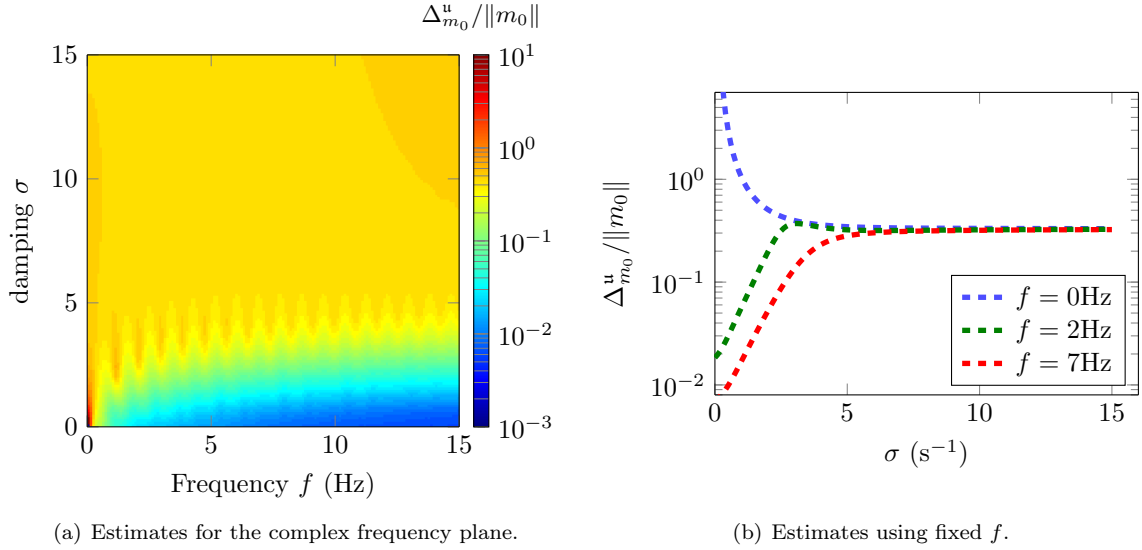 Δ^𝔲_{m_0}/‖m_0‖
15
10
5
0
damping σ
0 5 10 15
Frequency f (Hz)
10^1
10^0
10^{−1}
10^{−2}
10^{−3}
(a) Estimates for the complex frequency plane.
Δ^𝔲_{m_0}/‖m_0‖
10^0
10^{−1}
10^{−2}
f = 0Hz
f = 2Hz
f = 7Hz
0 5 10 15
σ (s^{−1})
(b) Estimates using fixed f.